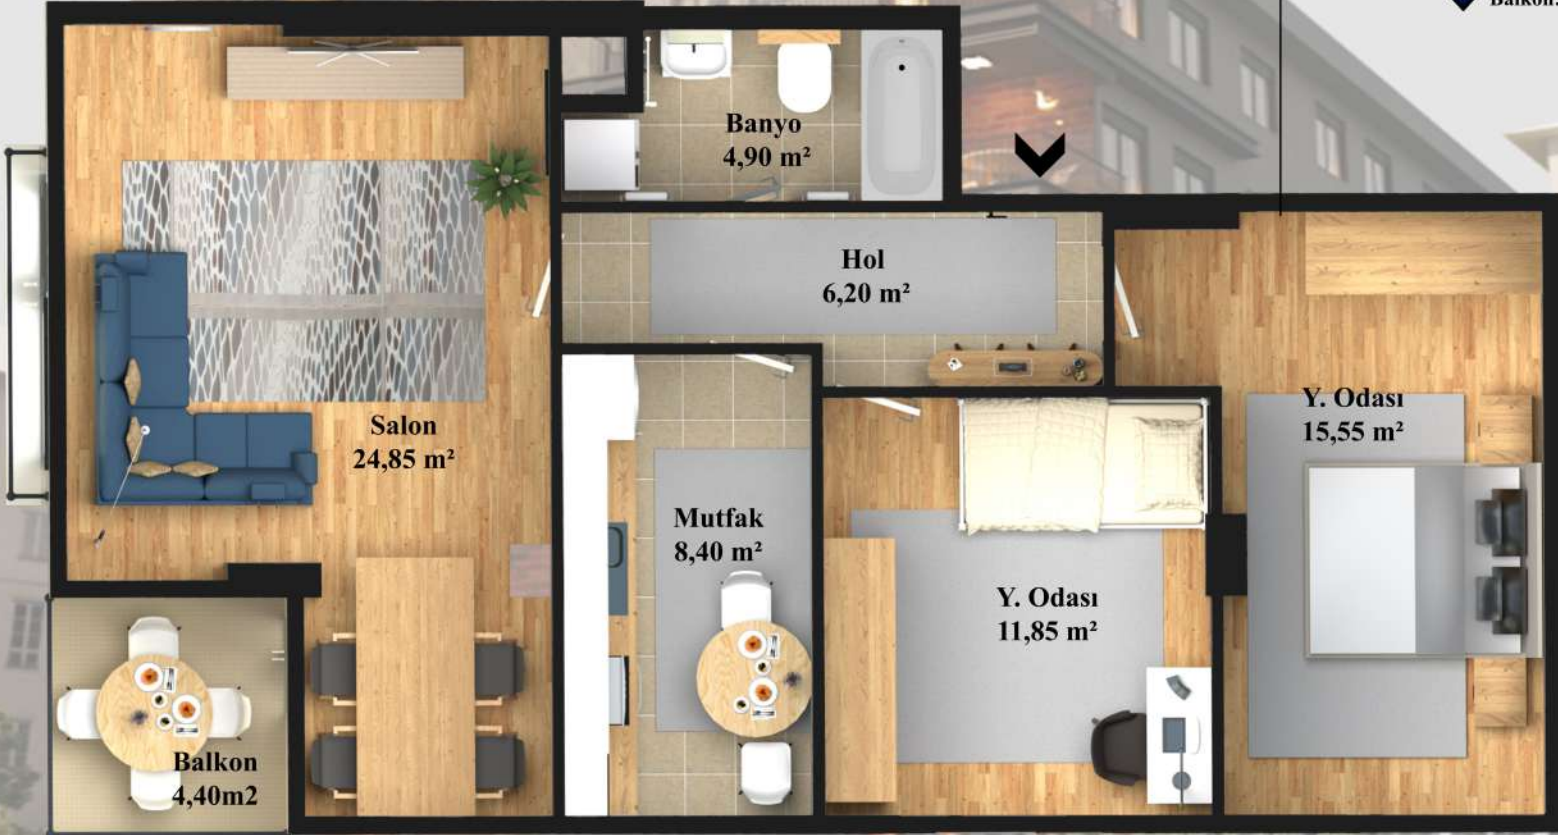 Balkon:
Banyo
4,90 m²
Hol
6,20 m²
Y. Odası
15,55 m²
Salon
24,85 m²
Mutfak
8,40 m²
Y. Odası
11,85 m²
Balkon
4,40m2